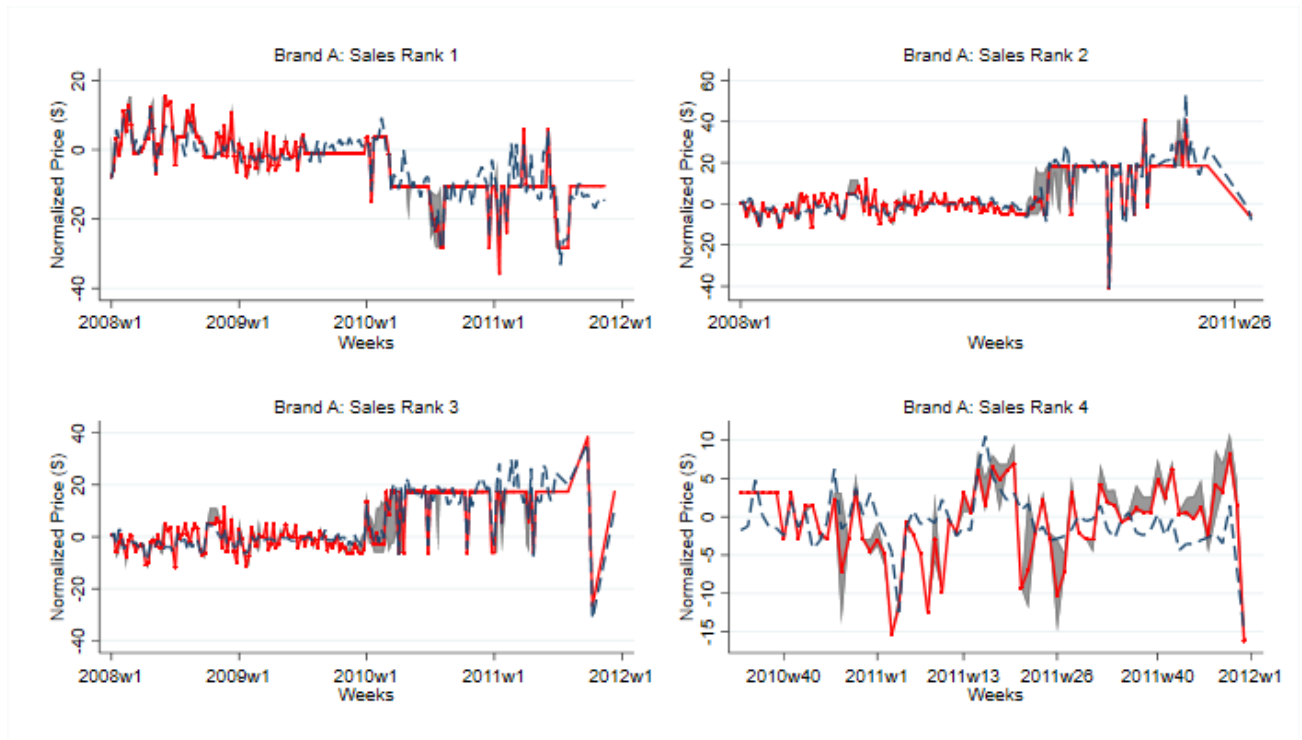 Brand A: Sales Rank 1
Normalized Price ($)
20
0
-20
-40
2008w1 2009w1 2010w1 2011w1 2012w1
Weeks
Brand A: Sales Rank 2
Normalized Price ($)
60
40
20
0
-20
-40
2008w1 2011w26
Weeks
Brand A: Sales Rank 3
Normalized Price ($)
40
20
0
-20
-40
2008w1 2009w1 2010w1 2011w1 2012w1
Weeks
Brand A: Sales Rank 4
Normalized Price ($)
10
5
0
-5
-10
-15
2010w40 2011w1 2011w13 2011w26 2011w40 2012w1
Weeks